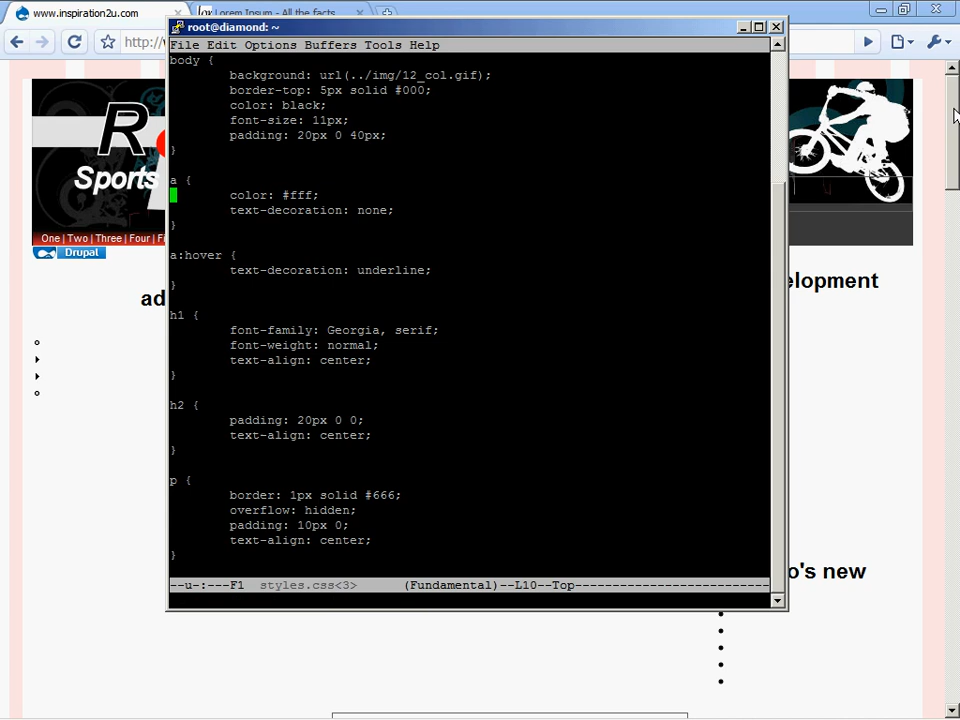 www.inspiration2u.com
Lorem Ipsum - All the facts
http://
root@diamond: ~
File Edit Options Buffers Tools Help
body {
background: url(../img/12_col.gif);
border-top: 5px solid #000;
color: black;
font-size: 11px;
padding: 20px 0 40px;
}
a {
color: #fff;
text-decoration: none;
}
a:hover {
text-decoration: underline;
}
h1 {
font-family: Georgia, serif;
font-weight: normal;
text-align: center;
}
h2 {
padding: 20px 0 0;
text-align: center;
}
p {
border: 1px solid #666;
overflow: hidden;
padding: 10px 0;
text-align: center;
}
--u-:---F1 styles.css<3> (Fundamental)--L10--Top--------------------------
R
Sports
One | Two | Three | Four | Fi
Drupal
ad
elopment
o's new